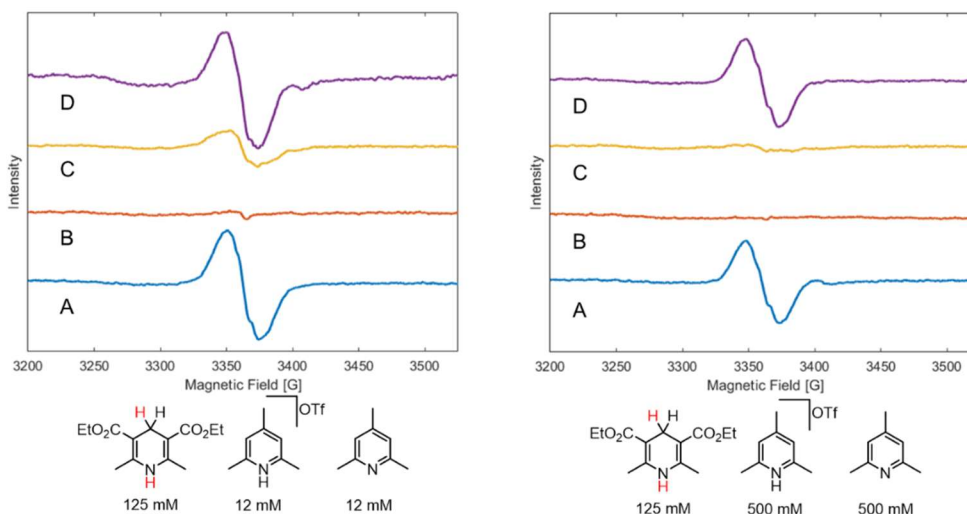 D
C
Intensity
B
A
3200 3250 3300 3350 3400 3450 3500
Magnetic Field [G]
H H
EtO₂C CO₂Et
N
H
125 mM
OTf
N
H
12 mM
N
12 mM
D
C
Intensity
B
A
3200 3250 3300 3350 3400 3450 3500
Magnetic Field [G]
H H
EtO₂C CO₂Et
N
H
125 mM
OTf
N
H
500 mM
N
500 mM